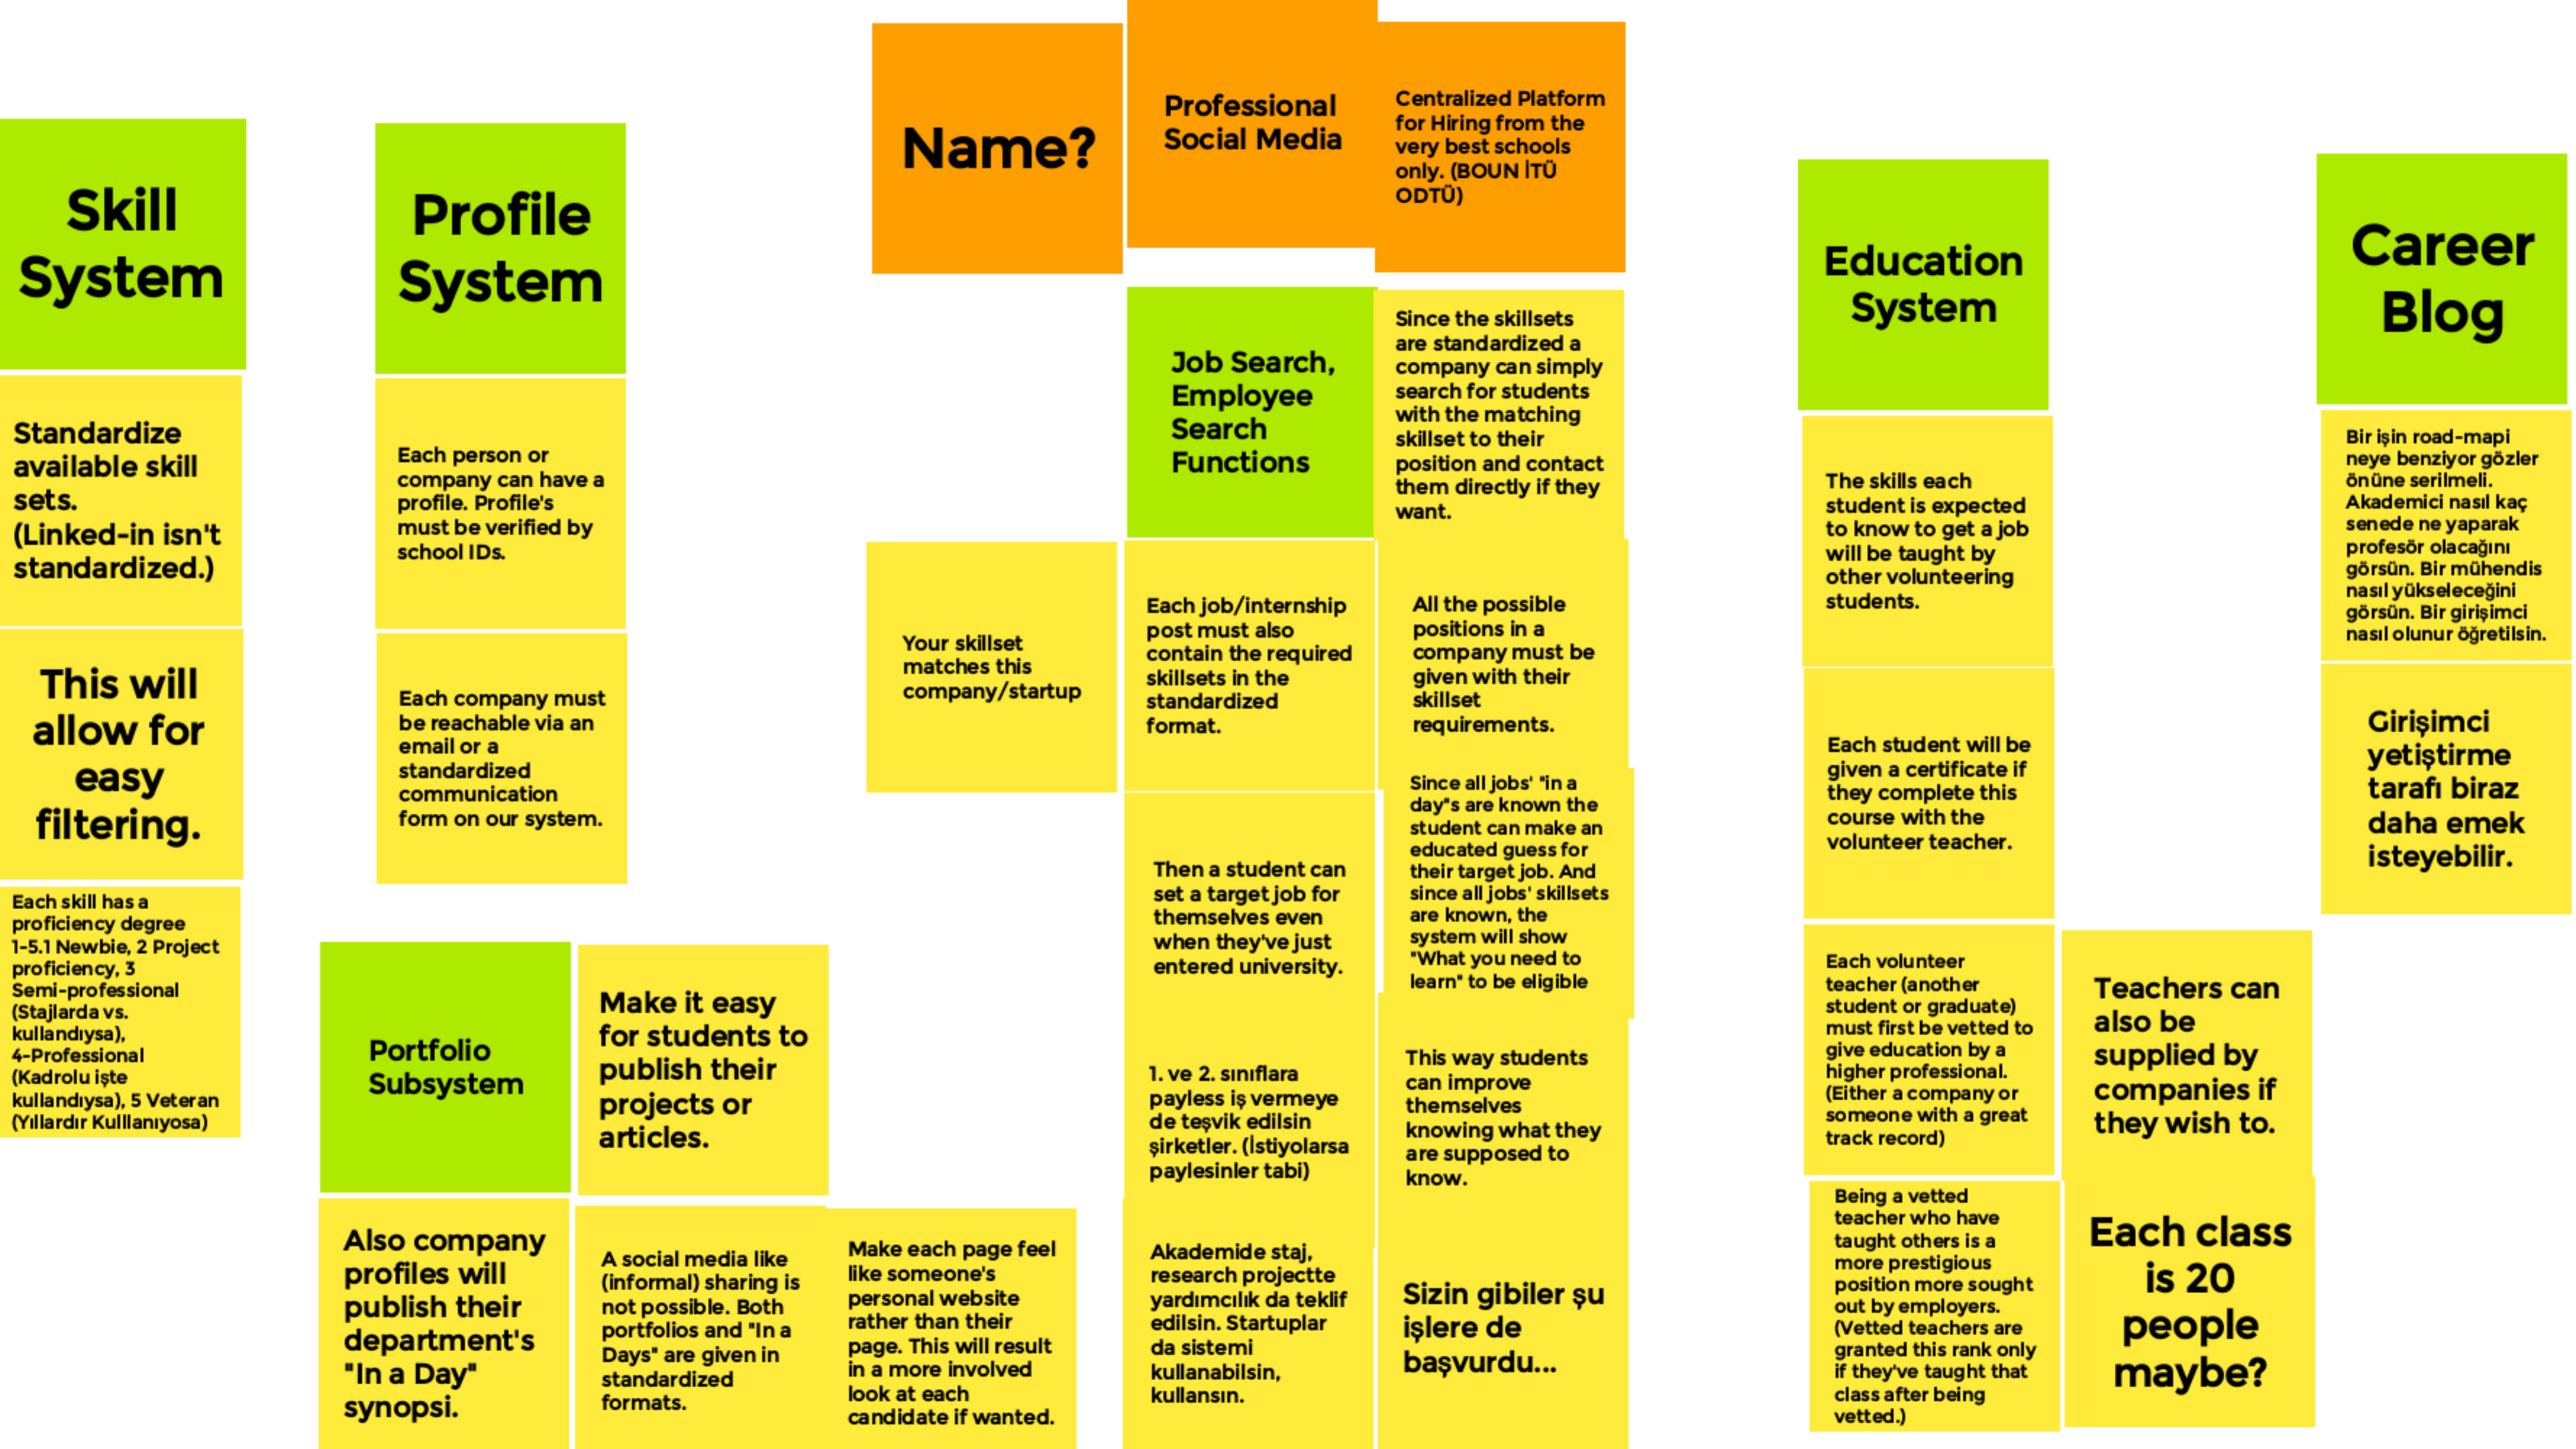 Skill
System
Standardize
available skill
sets.
(Linked-in isn't
standardized.)
This will
allow for
easy
filtering.
Each skill has a
proficiency degree
1-5.1 Newbie, 2 Project
proficiency, 3
Semi-professional
(Stajlarda vs.
kullandıysa),
4-Professional
(Kadrolu işte
kullandıysa), 5 Veteran
(Yıllardır Kulllanıyosa)
Profile
System
Each person or
company can have a
profile. Profile's
must be verified by
school IDs.
Each company must
be reachable via an
email or a
standardized
communication
form on our system.
Portfolio
Subsystem
Make it easy
for students to
publish their
projects or
articles.
Also company
profiles will
publish their
department's
"In a Day"
synopsi.
A social media like
(informal) sharing is
not possible. Both
portfolios and "In a
Days" are given in
standardized
formats.
Make each page feel
like someone's
personal website
rather than their
page. This will result
in a more involved
look at each
candidate if wanted.
Name?
Professional
Social Media
Centralized Platform
for Hiring from the
very best schools
only. (BOUN İTÜ
ODTÜ)
Job Search,
Employee
Search
Functions
Since the skillsets
are standardized a
company can simply
search for students
with the matching
skillset to their
position and contact
them directly if they
want.
Your skillset
matches this
company/startup
Each job/internship
post must also
contain the required
skillsets in the
standardized
format.
All the possible
positions in a
company must be
given with their
skillset
requirements.
Then a student can
set a target job for
themselves even
when they've just
entered university.
Since all jobs' "in a
day"s are known the
student can make an
educated guess for
their target job. And
since all jobs' skillsets
are known, the
system will show
"What you need to
learn" to be eligible
1. ve 2. sınıflara
payless iş vermeye
de teşvik edilsin
şirketler. (İstiyolarsa
paylesinler tabi)
This way students
can improve
themselves
knowing what they
are supposed to
know.
Akademide staj,
research projectte
yardımcılık da teklif
edilsin. Startuplar
da sistemi
kullanabilsin,
kullansın.
Sizin gibiler şu
işlere de
başvurdu...
Education
System
The skills each
student is expected
to know to get a job
will be taught by
other volunteering
students.
Each student will be
given a certificate if
they complete this
course with the
volunteer teacher.
Each volunteer
teacher (another
student or graduate)
must first be vetted to
give education by a
higher professional.
(Either a company or
someone with a great
track record)
Teachers can
also be
supplied by
companies if
they wish to.
Being a vetted
teacher who have
taught others is a
more prestigious
position more sought
out by employers.
(Vetted teachers are
granted this rank only
if they've taught that
class after being
vetted.)
Each class
is 20
people
maybe?
Career
Blog
Bir işin road-mapi
neye benziyor gözler
önüne serilmeli.
Akademici nasıl kaç
senede ne yaparak
profesör olacağını
görsün. Bir mühendis
nasıl yükseleceğini
görsün. Bir girişimci
nasıl olunur öğretilsin.
Girişimci
yetiştirme
tarafı biraz
daha emek
isteyebilir.